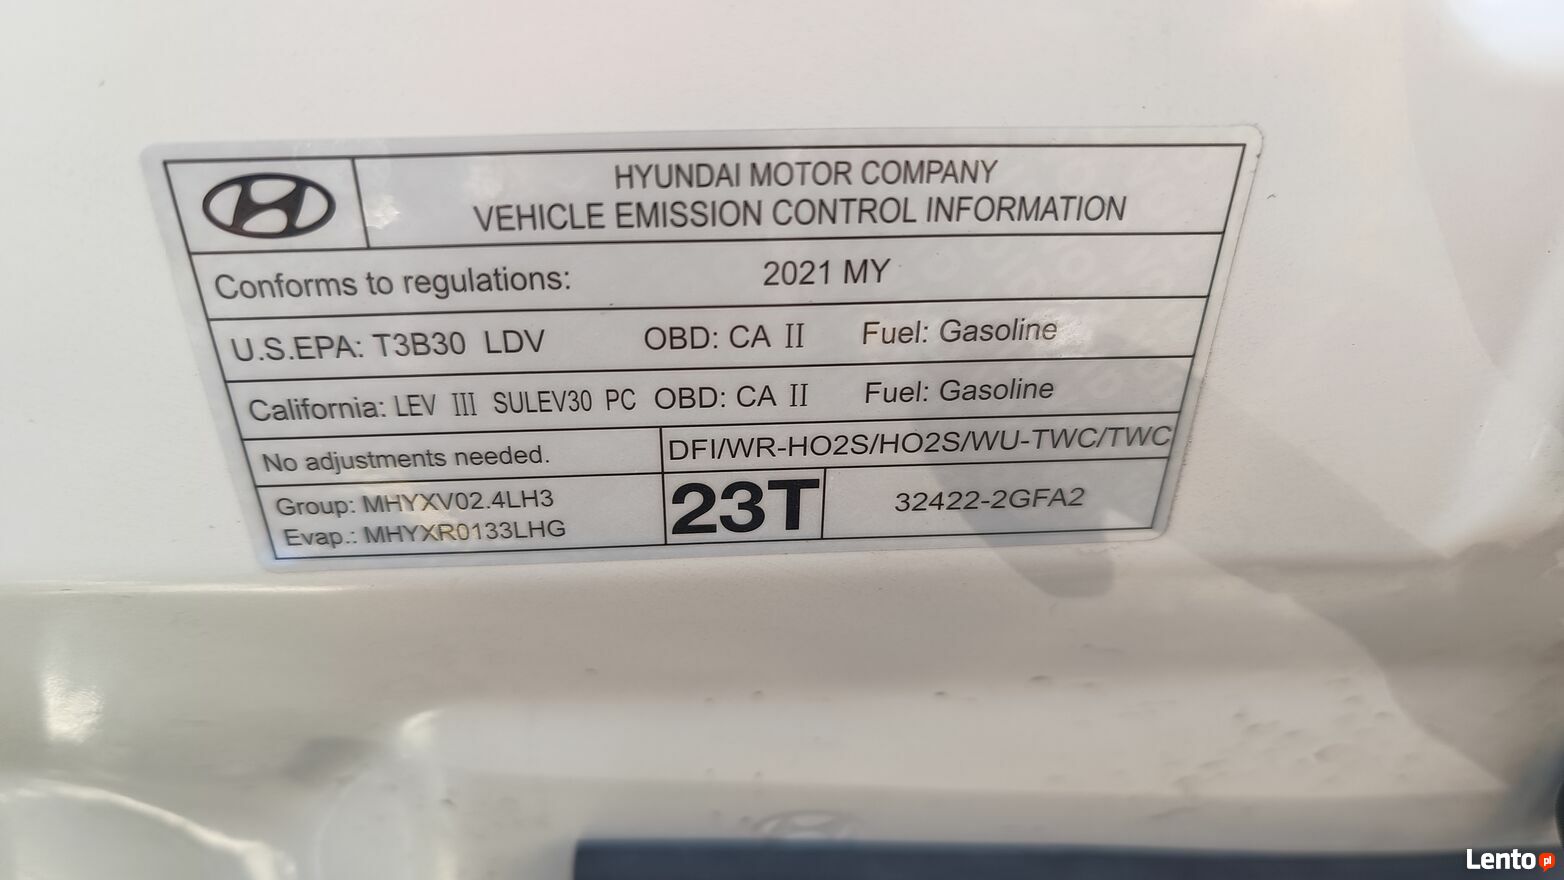 HYUNDAI MOTOR COMPANY
VEHICLE EMISSION CONTROL INFORMATION
Conforms to regulations: 2021 MY
U.S.EPA: T3B30 LDV OBD: CA II Fuel: Gasoline
California: LEV III SULEV30 PC OBD: CA II Fuel: Gasoline
No adjustments needed. DFI/WR-HO2S/HO2S/WU-TWC/TWC
Group: MHYXV02.4LH3
Evap.: MHYXR0133LHG
23T 32422-2GFA2
Lento pl